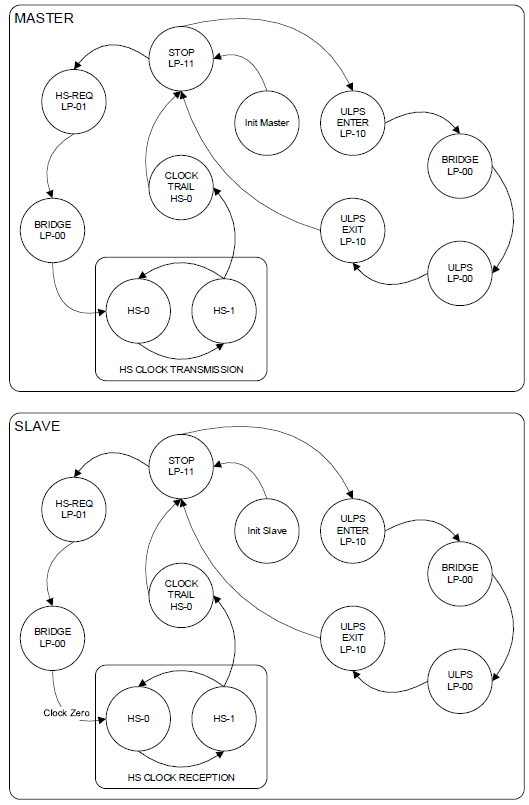 MASTER
STOP
LP-11
HS-REQ
LP-01
Init Master
ULPS
ENTER
LP-10
BRIDGE
LP-00
CLOCK
TRAIL
HS-0
BRIDGE
LP-00
ULPS
EXIT
LP-10
ULPS
LP-00
HS-0
HS-1
HS CLOCK TRANSMISSION
SLAVE
STOP
LP-11
HS-REQ
LP-01
Init Slave
ULPS
ENTER
LP-10
BRIDGE
LP-00
CLOCK
TRAIL
HS-0
BRIDGE
LP-00
ULPS
EXIT
LP-10
ULPS
LP-00
Clock Zero
HS-0
HS-1
HS CLOCK RECEPTION